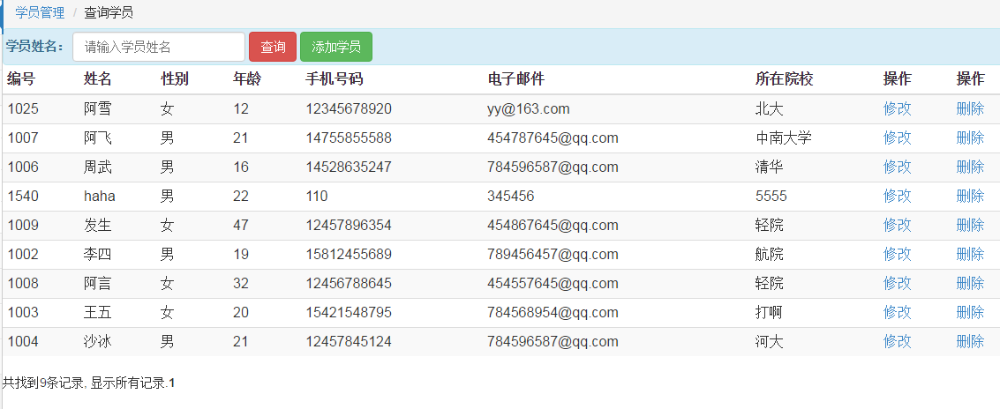 学员管理 / 查询学员
学员姓名： 请输入学员姓名 查询 添加学员
编号 姓名 性别 年龄 手机号码 电子邮件 所在院校 操作 操作
1025 阿雪 女 12 12345678920 yy@163.com 北大 修改 删除
1007 阿飞 男 21 14755855588 454787645@qq.com 中南大学 修改 删除
1006 周武 男 16 14528635247 784596587@qq.com 清华 修改 删除
1540 haha 男 22 110 345456 5555 修改 删除
1009 发生 女 47 12457896354 454867645@qq.com 轻院 修改 删除
1002 李四 男 19 15812455689 789456457@qq.com 航院 修改 删除
1008 阿言 女 32 12456788645 454557645@qq.com 轻院 修改 删除
1003 王五 女 20 15421548795 784568954@qq.com 打啊 修改 删除
1004 沙冰 男 21 12457845124 784596587@qq.com 河大 修改 删除
共找到9条记录, 显示所有记录.1